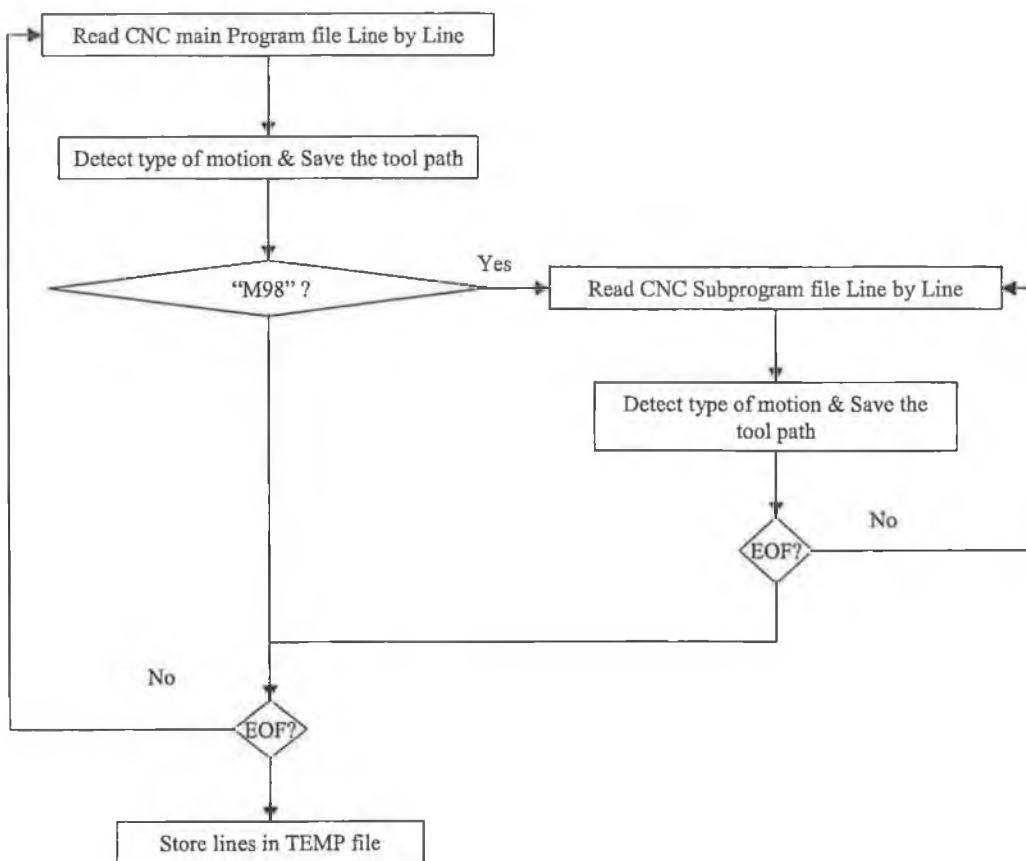 Read CNC main Program file Line by Line
Detect type of motion & Save the tool path
“M98” ?
Yes
Read CNC Subprogram file Line by Line
Detect type of motion & Save the
tool path
EOF?
No
No
EOF?
Store lines in TEMP file